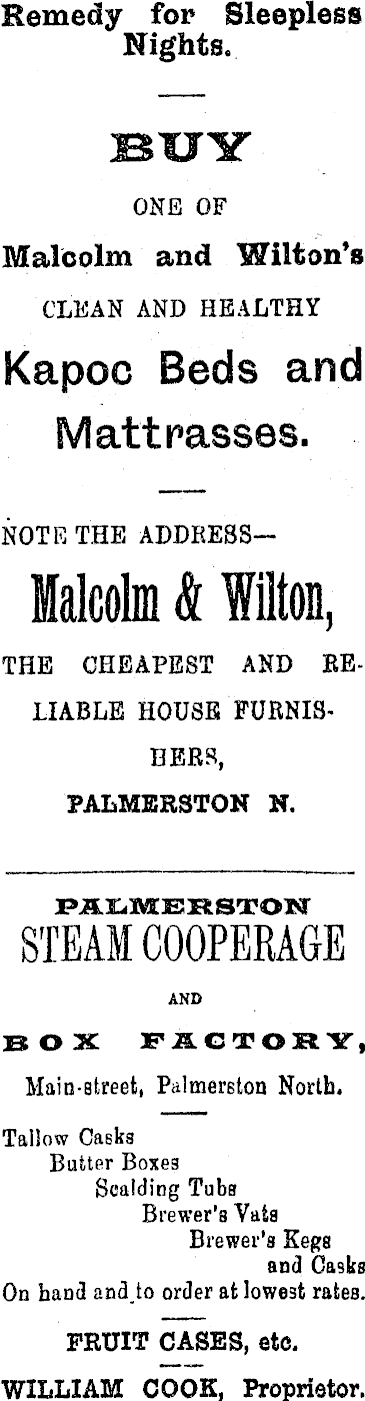 Remedy for Sleepless
Nights.
BUY
ONE OF
Malcolm and Wilton's
CLEAN AND HEALTHY
Kapoc Beds and
Mattrasses.
NOTE THE ADDRESS—
Malcolm & Wilton,
THE CHEAPEST AND RE-
LIABLE HOUSE FURNIS-
HERS,
PALMERSTON N.
PALMERSTON
STEAM COOPERAGE
AND
BOX FACTORY,
Main-street, Palmerston North.
Tallow Casks
Butter Boxes
Scalding Tubs
Brewer's Vats
Brewer's Kegs
and Casks
On hand and to order at lowest rates.
FRUIT CASES, etc.
WILLIAM COOK, Proprietor.